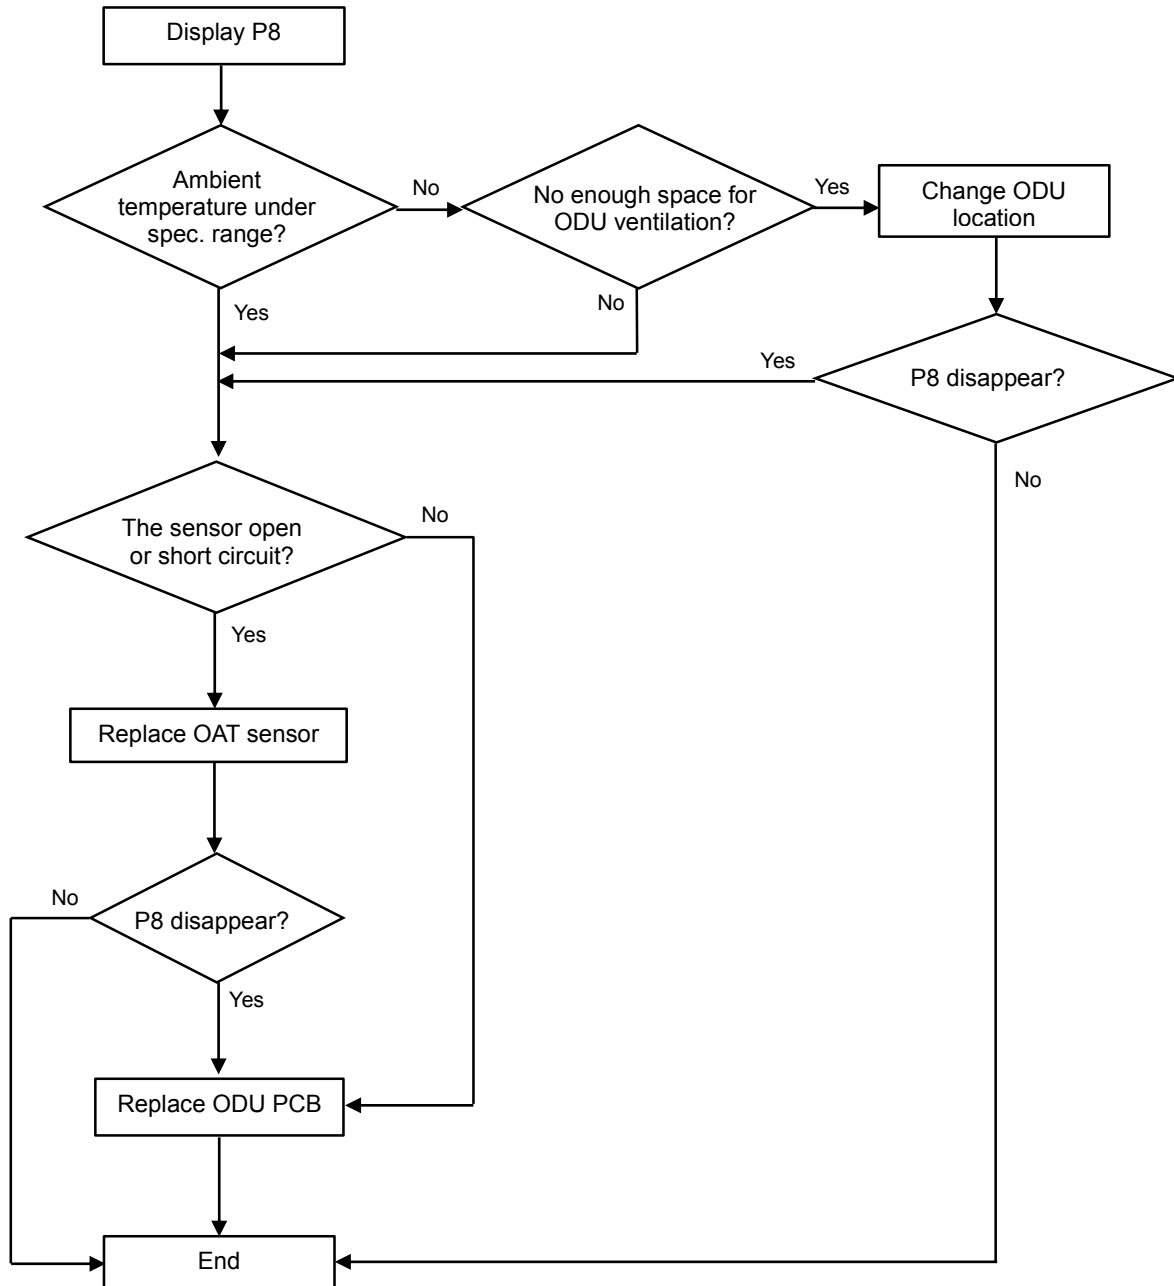 Display P8
Ambient
temperature under
spec. range?
No
No enough space for
ODU ventilation?
Yes
Change ODU
location
Yes
No
Yes
P8 disappear?
No
The sensor open
or short circuit?
No
Yes
Replace OAT sensor
No
P8 disappear?
Yes
Replace ODU PCB
End